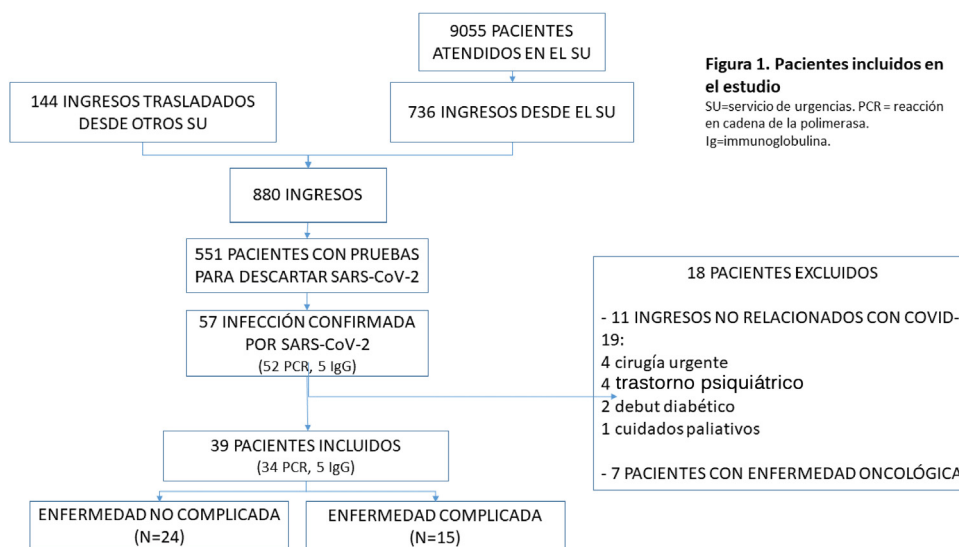 9055 PACIENTES
ATENDIDOS EN EL SU
Figura 1. Pacientes incluidos en
el estudio
SU=servicio de urgencias. PCR = reacción
en cadena de la polimerasa.
Ig=immunoglobulina.
144 INGRESOS TRASLADADOS
DESDE OTROS SU
736 INGRESOS DESDE EL SU
880 INGRESOS
551 PACIENTES CON PRUEBAS
PARA DESCARTAR SARS-CoV-2
57 INFECCIÓN CONFIRMADA
POR SARS-CoV-2
(52 PCR, 5 IgG)
18 PACIENTES EXCLUIDOS
- 11 INGRESOS NO RELACIONADOS CON COVID-
19:
4 cirugía urgente
4 trastorno psiquiátrico
2 debut diabético
1 cuidados paliativos
- 7 PACIENTES CON ENFERMEDAD ONCOLÓGICA
39 PACIENTES INCLUIDOS
(34 PCR, 5 IgG)
ENFERMEDAD NO COMPLICADA
(N=24)
ENFERMEDAD COMPLICADA
(N=15)